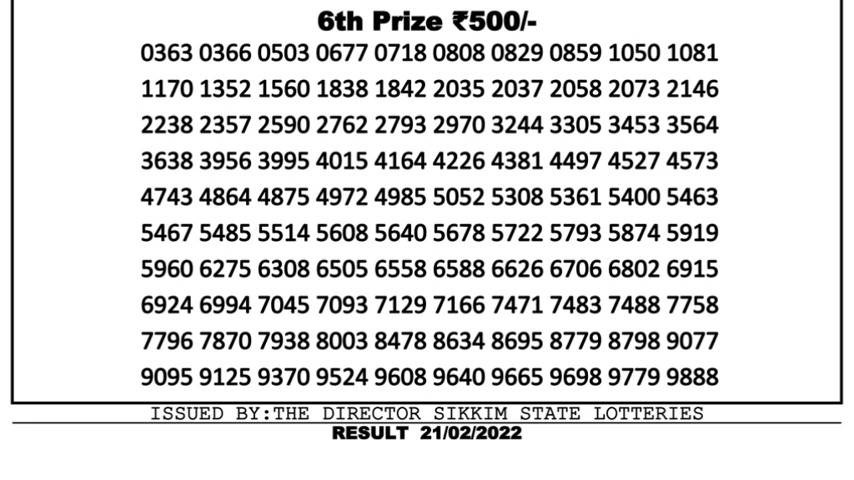 6th Prize ₹500/-
0363 0366 0503 0677 0718 0808 0829 0859 1050 1081
1170 1352 1560 1838 1842 2035 2037 2058 2073 2146
2238 2357 2590 2762 2793 2970 3244 3305 3453 3564
3638 3956 3995 4015 4164 4226 4381 4497 4527 4573
4743 4864 4875 4972 4985 5052 5308 5361 5400 5463
5467 5485 5514 5608 5640 5678 5722 5793 5874 5919
5960 6275 6308 6505 6558 6588 6626 6706 6802 6915
6924 6994 7045 7093 7129 7166 7471 7483 7488 7758
7796 7870 7938 8003 8478 8634 8695 8779 8798 9077
9095 9125 9370 9524 9608 9640 9665 9698 9779 9888
ISSUED BY:THE DIRECTOR SIKKIM STATE LOTTERIES
RESULT 21/02/2022